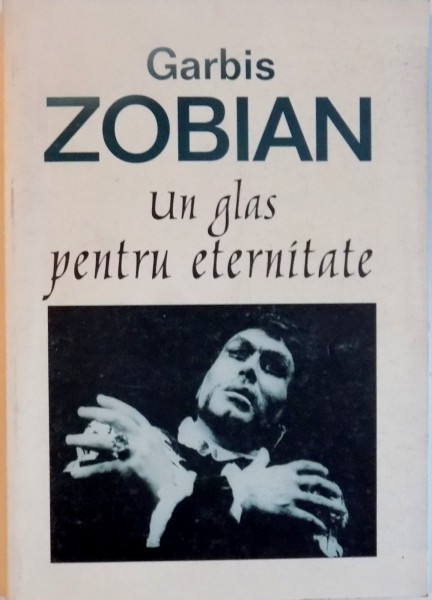 Garbis
ZOBIAN
un glas
pentru eternitate